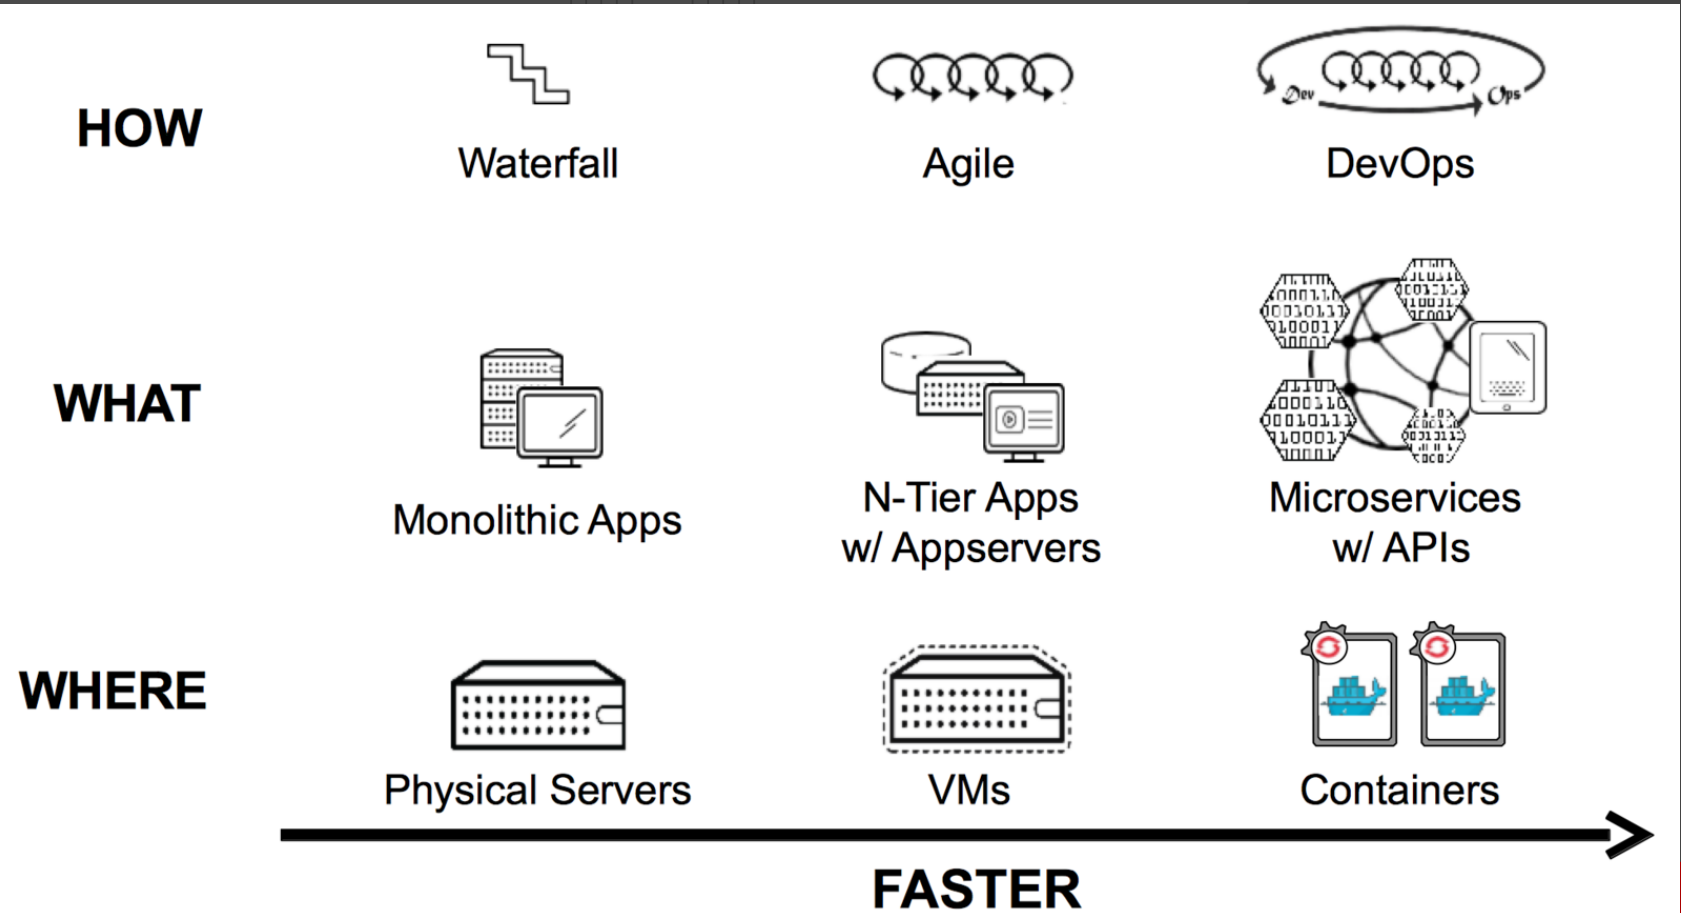 HOW
Waterfall
Agile
Dev
Ops
DevOps
WHAT
Monolithic Apps
N-Tier Apps
w/ Appservers
Microservices
w/ APIs
WHERE
Physical Servers
VMs
Containers
FASTER